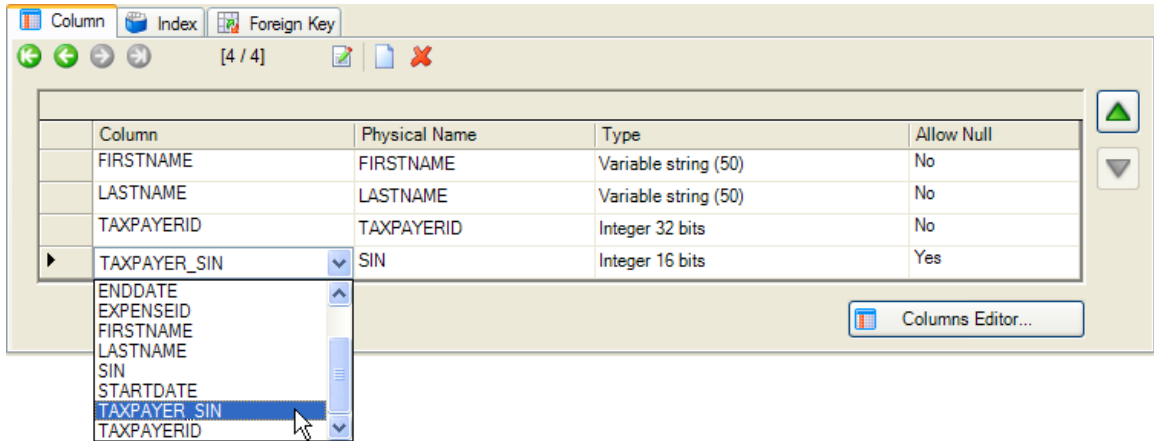 Column Index Foreign Key
[4 / 4]
Column Physical Name Type Allow Null
FIRSTNAME FIRSTNAME Variable string (50) No
LASTNAME LASTNAME Variable string (50) No
TAXPAYERID TAXPAYERID Integer 32 bits No
TAXPAYER_SIN SIN Integer 16 bits Yes
ENDDATE
EXPENSEID
FIRSTNAME
LASTNAME
SIN
STARTDATE
TAXPAYER_SIN
TAXPAYERID
Columns Editor...